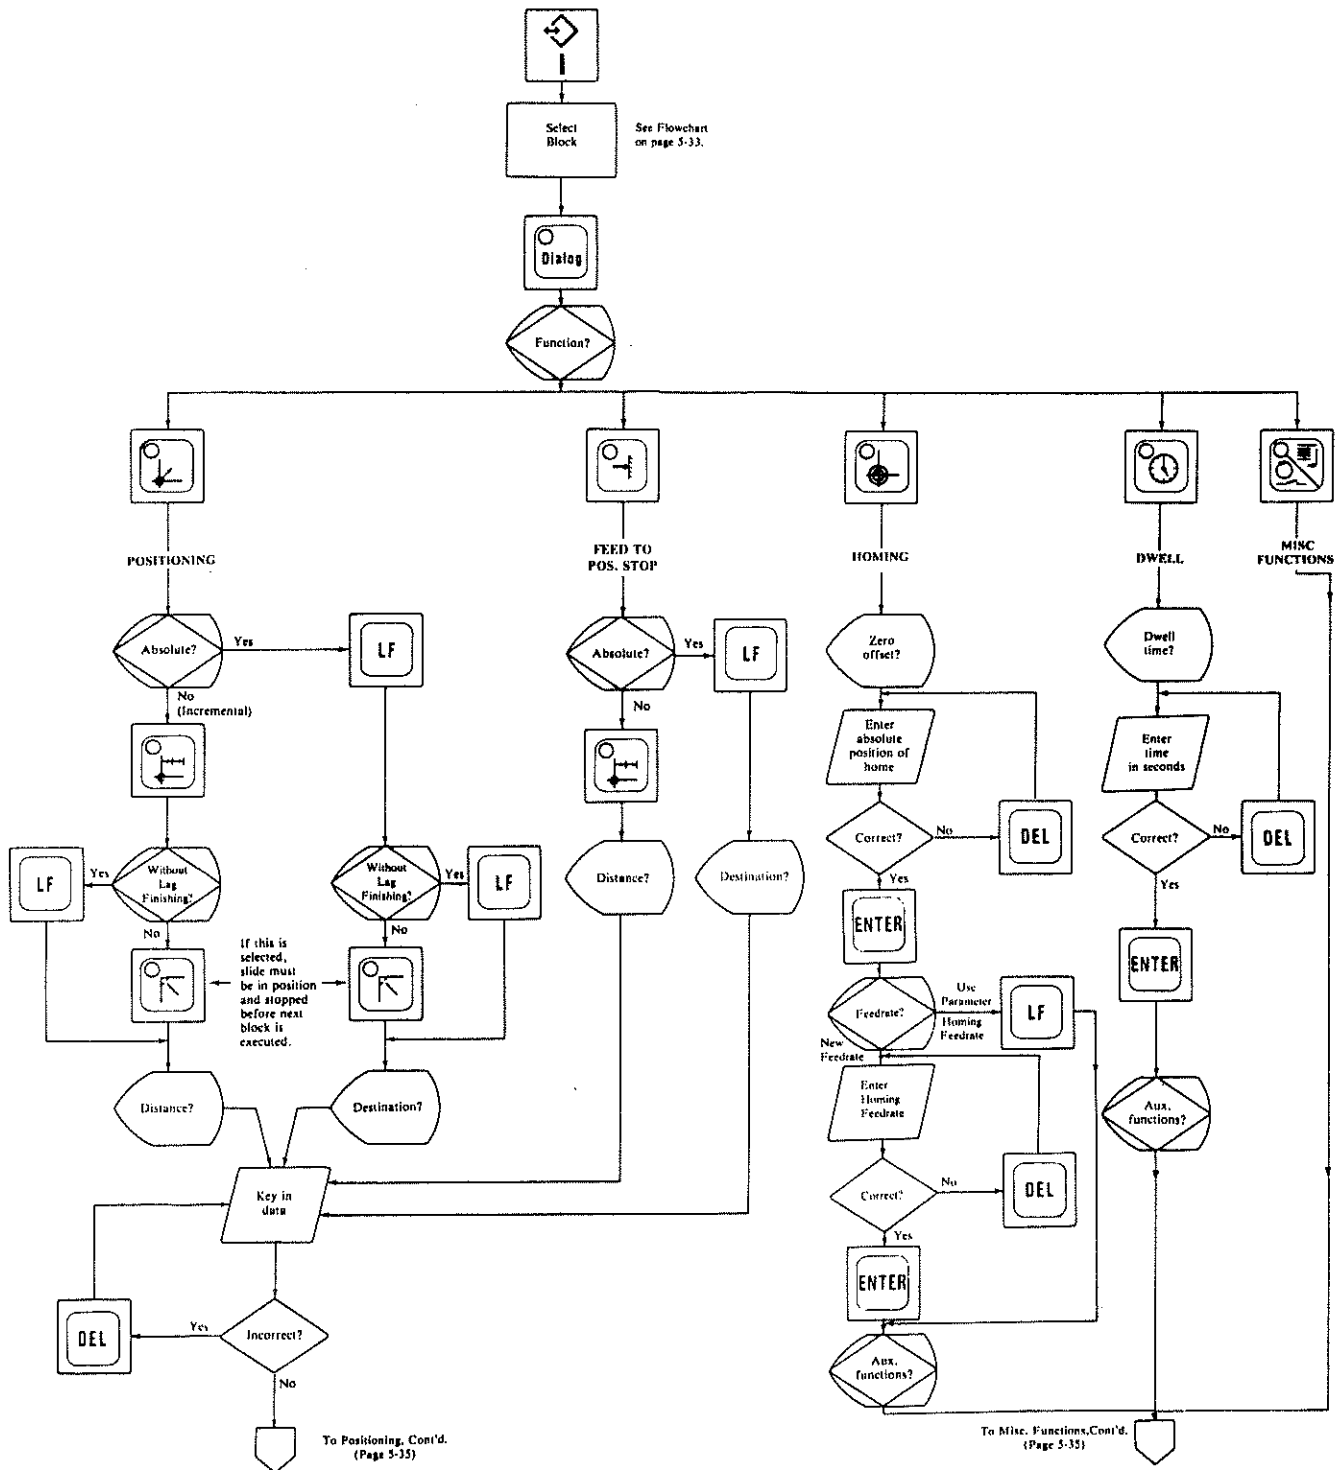 Select
Block
See Flowchart
on page 5-33.
Dialog
Function?
POSITIONING
FEED TO
POS. STOP
HOMING
DWELL
MISC
FUNCTIONS
Absolute?
Yes
LF
No
(Incremental)
Absolute?
Yes
LF
No
Zero
offset?
Dwell
time?
Enter
absolute
position of
home
Enter
time
in seconds
Correct?
No
DEL
Yes
Correct?
No
DEL
Yes
LF
Yes
Without
Lag
Finishing?
No
Without
Lag
Finishing?
Yes
LF
No
Distance?
Destination?
ENTER
ENTER
If this is
selected,
slide must
be in position
and stopped
before next
block is
executed.
Feedrate?
Use
Parameter
Homing
Feedrate
LF
New
Feedrate
Enter
Homing
Feedrate
Distance?
Destination?
Aux.
functions?
Key in
data
Correct?
No
DEL
Yes
ENTER
DEL
Yes
Incorrect?
No
Aux.
functions?
To Positioning, Cont'd.
(Page 5-35)
To Misc. Functions,Cont'd.
(Page 5-35)